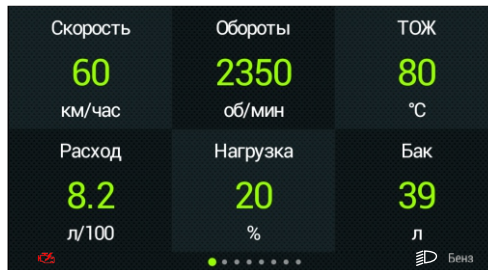 Скорость Обороты ТОЖ
60 2350 80
км/час об/мин °C
Расход Нагрузка Бак
8.2 20 39
л/100 % л
Бенз